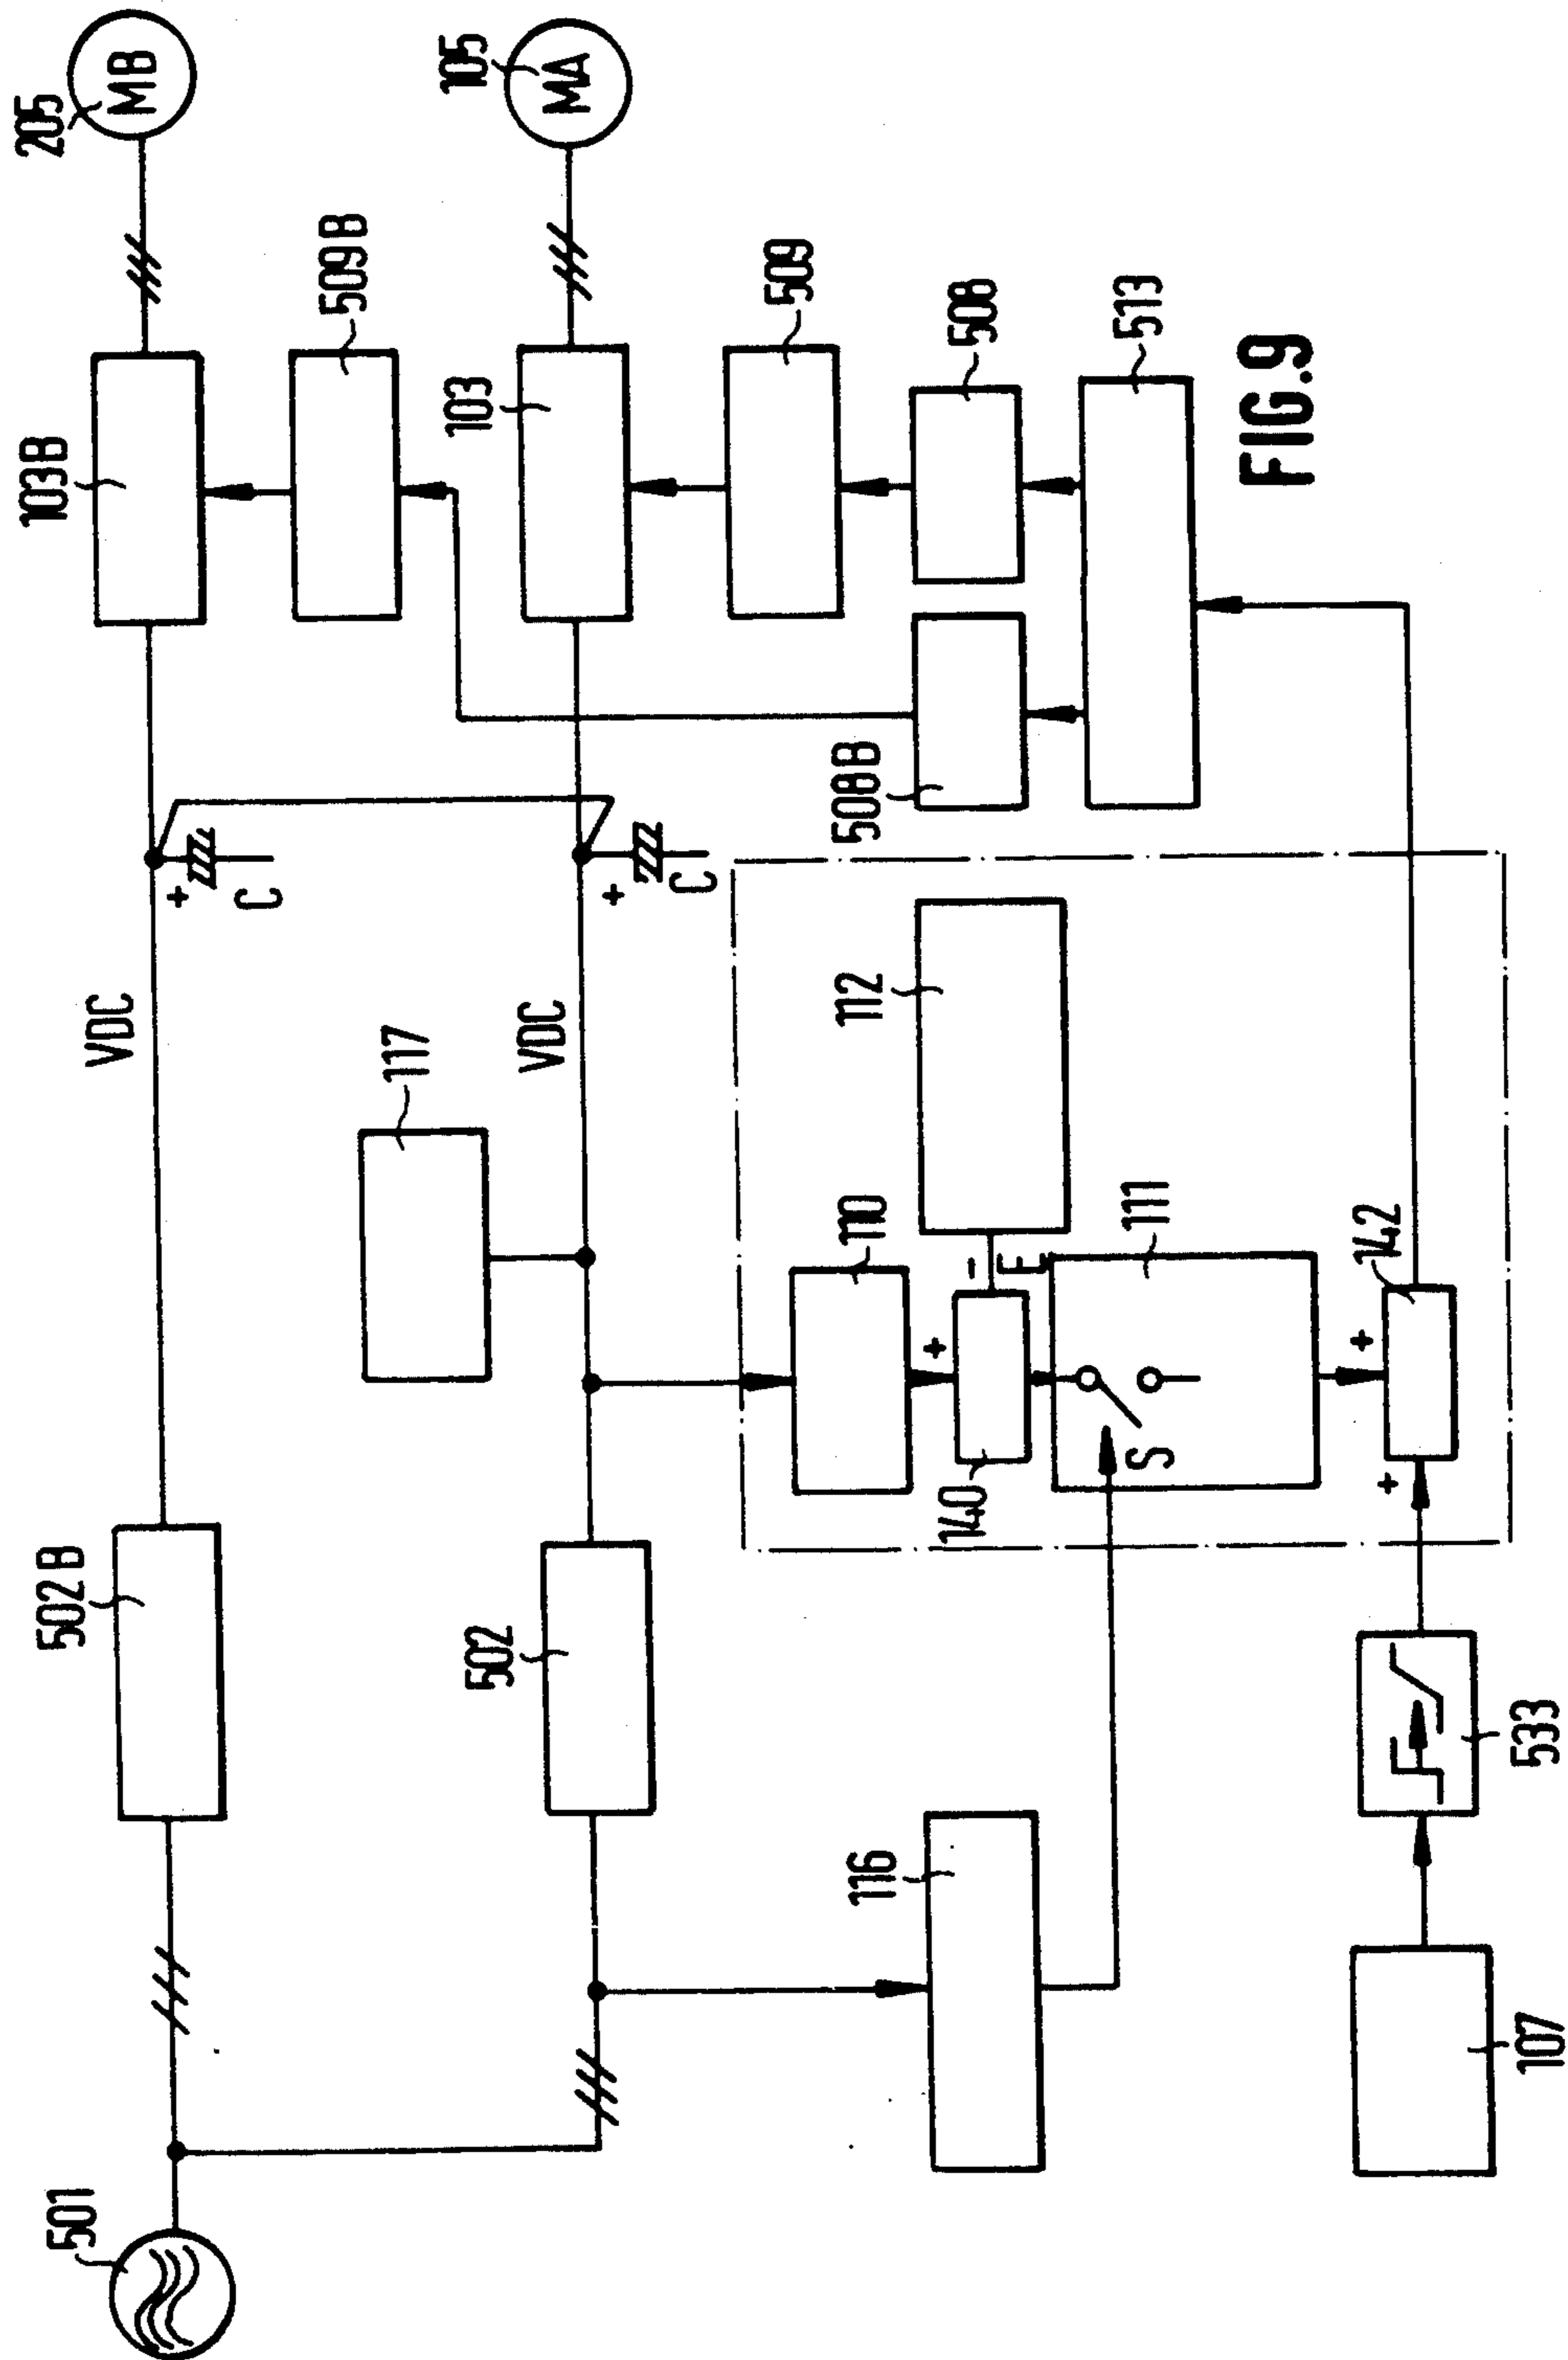 501
502 B
VDC
+
C
103 B
MB
205
509 B
502
117
VDC
+
C
103
MA
105
509
116
110
+
140
-
E
112
508 B
508
S
111
513
107
533
+
+
142
FIG.9